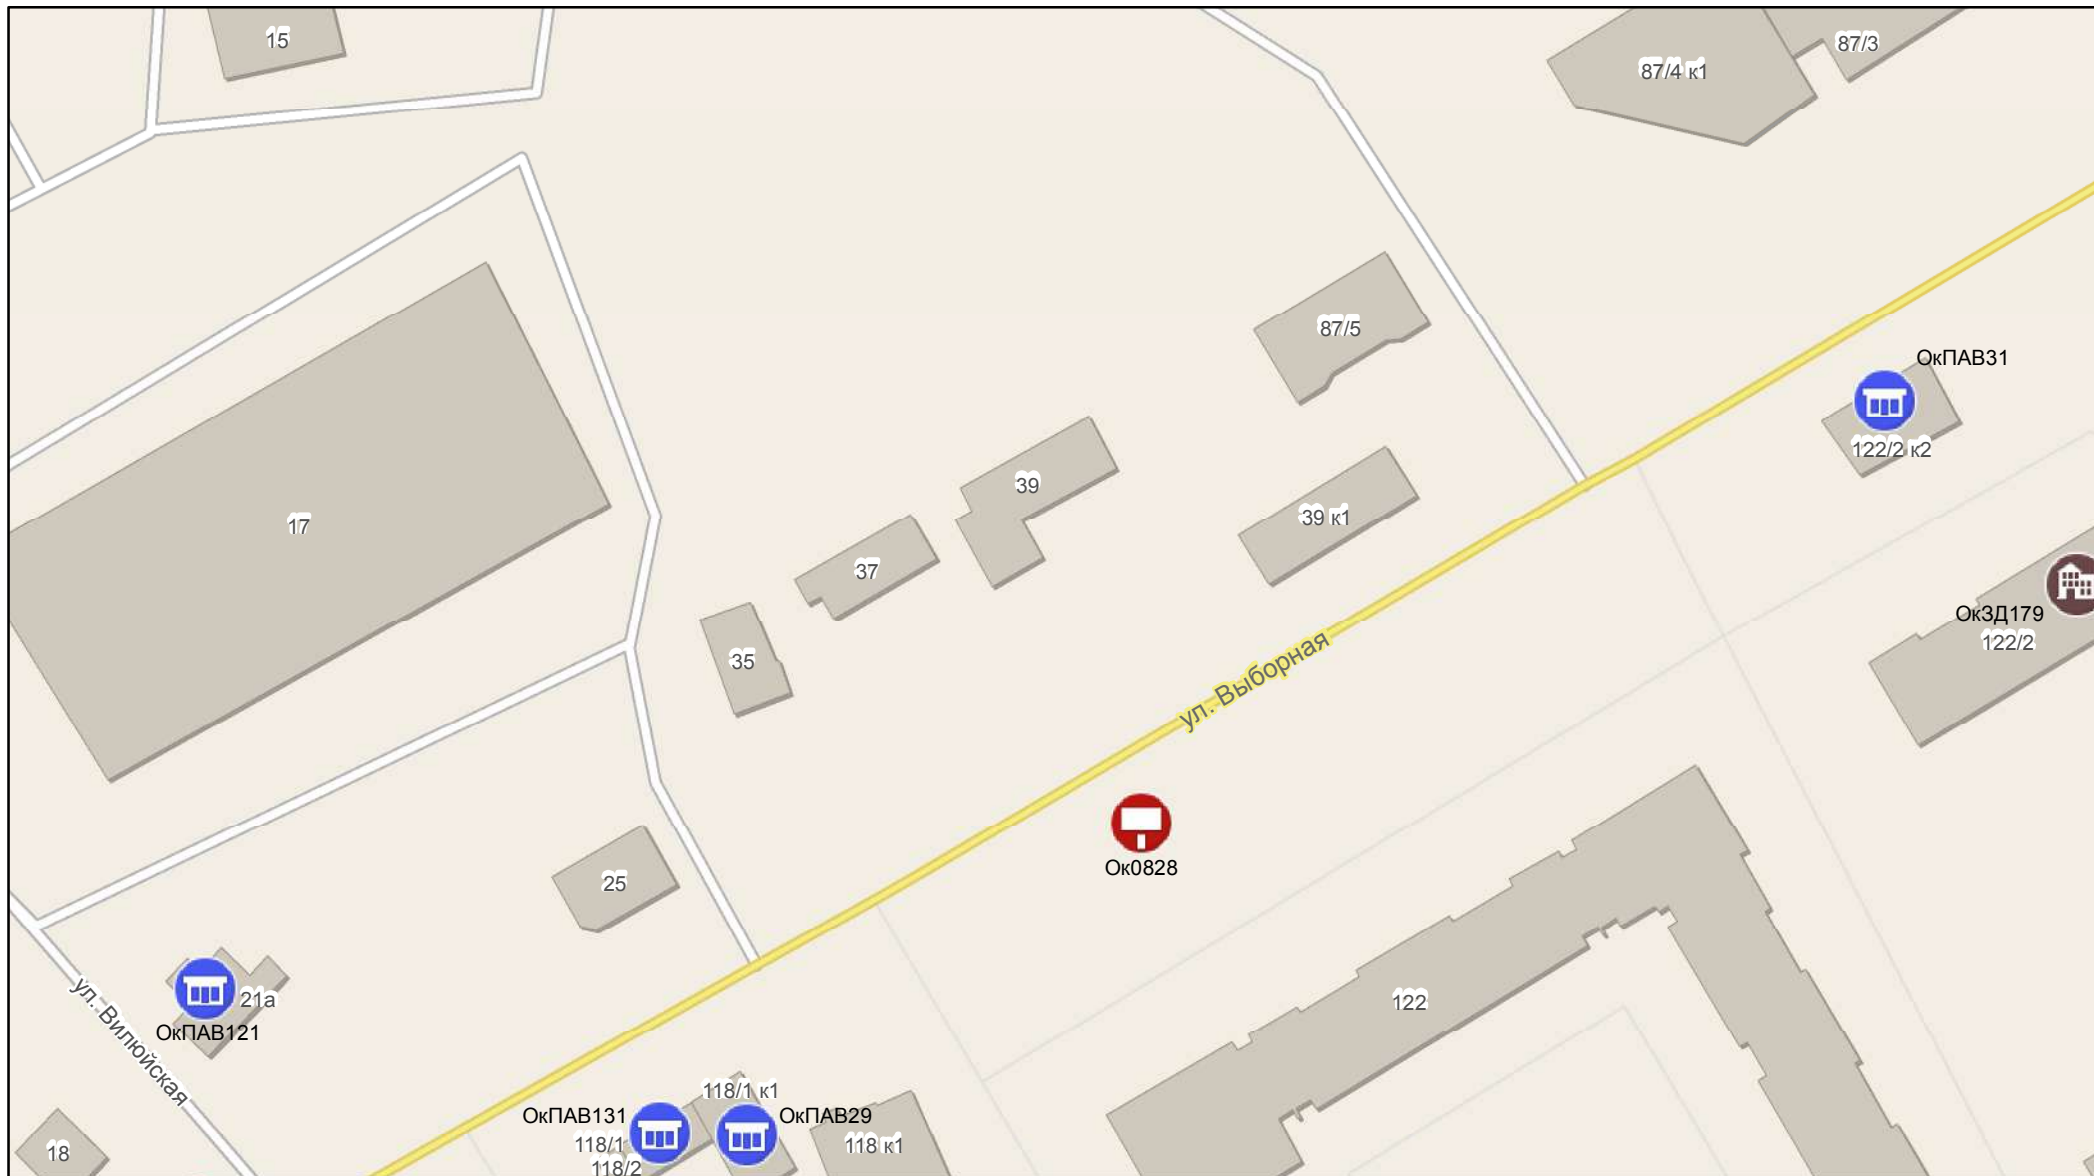 15
87/3
87/4 к1
87/5
ОкПАВ31
122/2 к2
39
39 к1
17
37
ОкЗД179
122/2
35
ул. Выборная
Ок0828
25
122
21а
ОкПАВ121
ул. Вилюйская
118/1 к1
ОкПАВ131
ОкПАВ29
118/1
118 к1
118/2
18